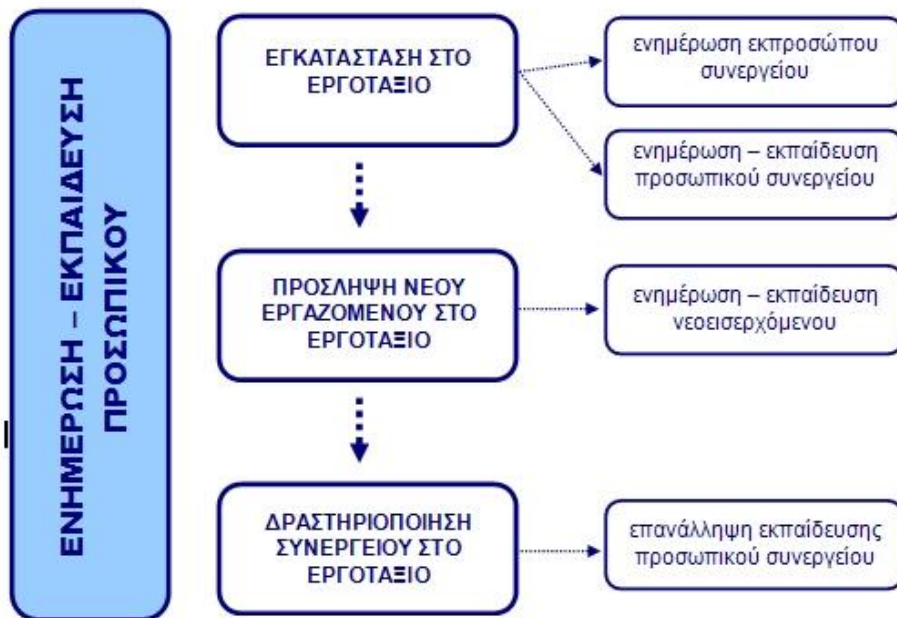 ΕΝΗΜΕΡΩΣΗ – ΕΚΠΑΙΔΕΥΣΗ
ΠΡΟΣΩΠΙΚΟΥ
ΕΓΚΑΤΑΣΤΑΣΗ ΣΤΟ
ΕΡΓΟΤΑΞΙΟ
ενημέρωση εκπροσώπου
συνεργείου
ενημέρωση – εκπαίδευση
προσωπικού συνεργείου
ΠΡΟΣΛΗΨΗ ΝΕΟΥ
ΕΡΓΑΖΟΜΕΝΟΥ ΣΤΟ
ΕΡΓΟΤΑΞΙΟ
ενημέρωση – εκπαίδευση
νεοεισερχόμενου
ΔΡΑΣΤΗΡΙΟΠΟΙΗΣΗ
ΣΥΝΕΡΓΕΙΟΥ ΣΤΟ
ΕΡΓΟΤΑΞΙΟ
επανάλληψη εκπαίδευσης
προσωπικού συνεργείου